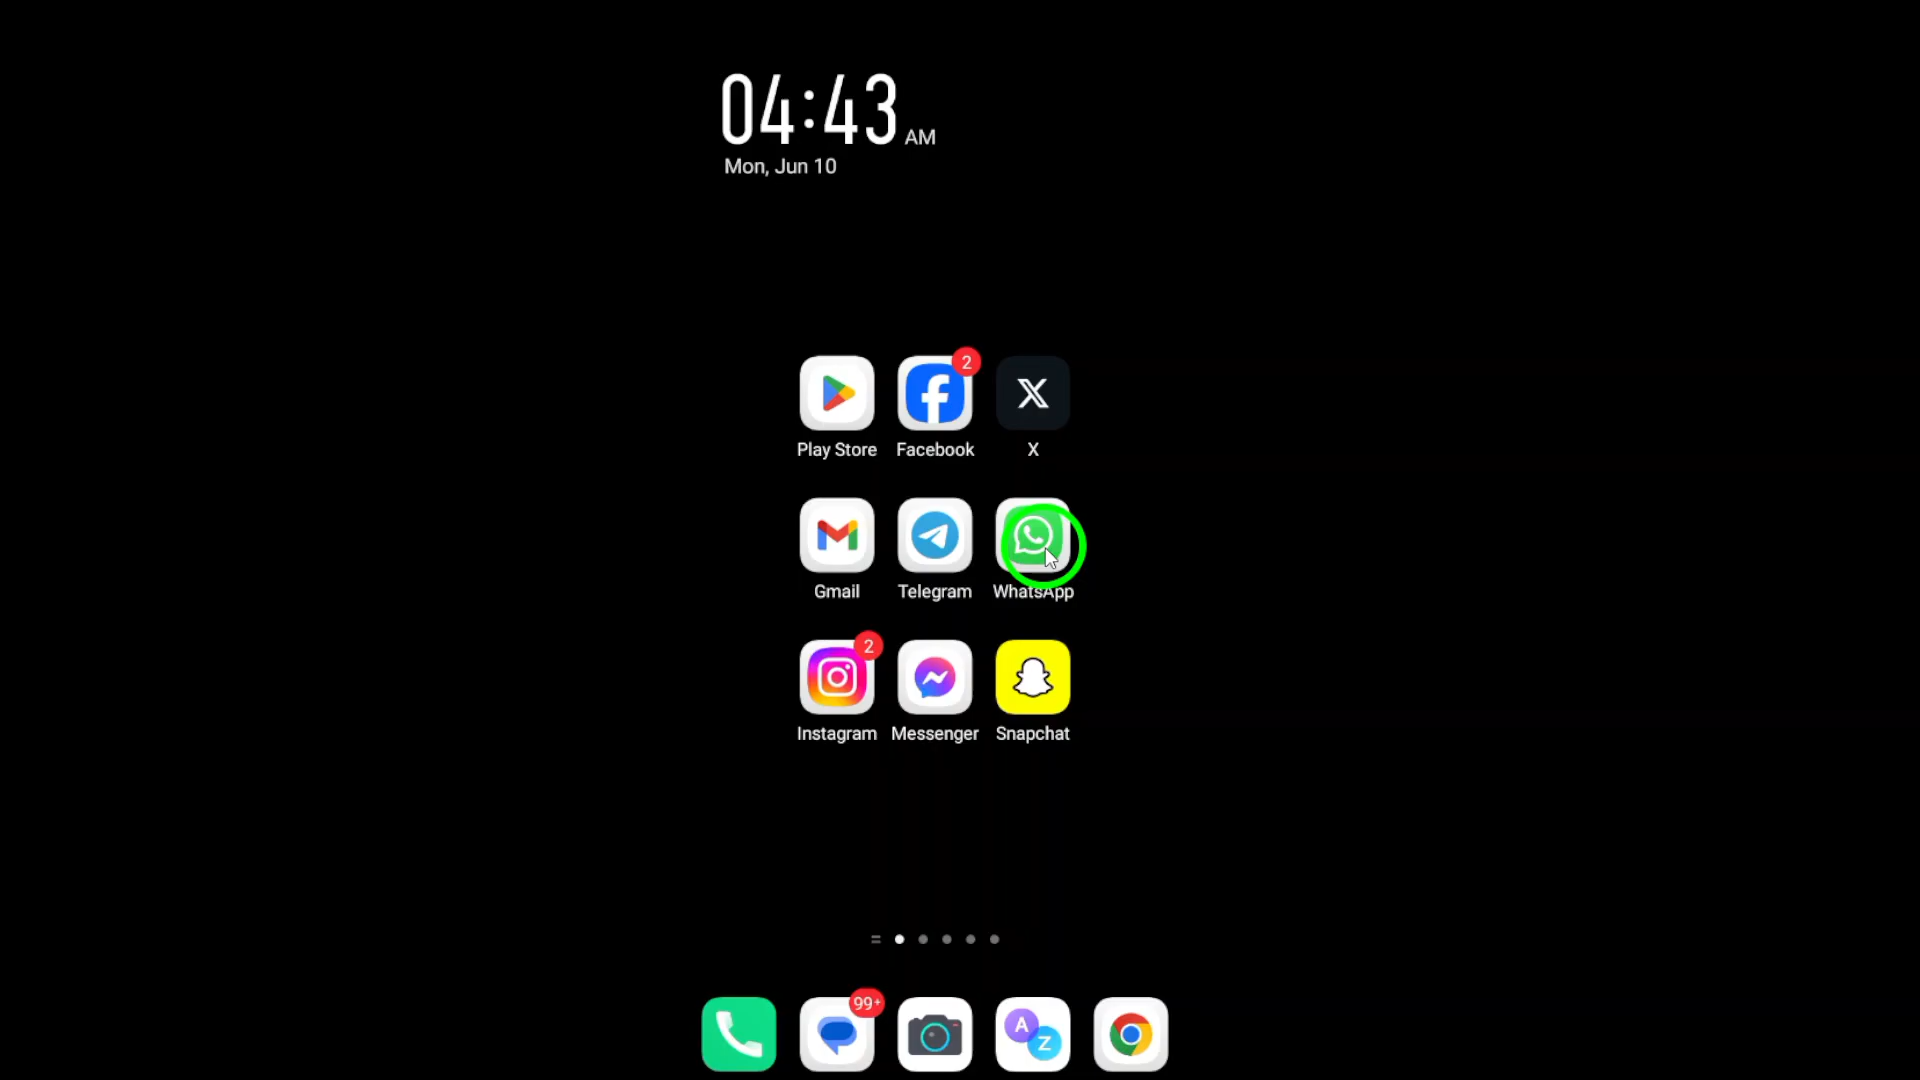 04:43 AM
Mon, Jun 10
2
Play Store Facebook X
Gmail Telegram WhatsApp
2
Instagram Messenger Snapchat
99+
A
Z